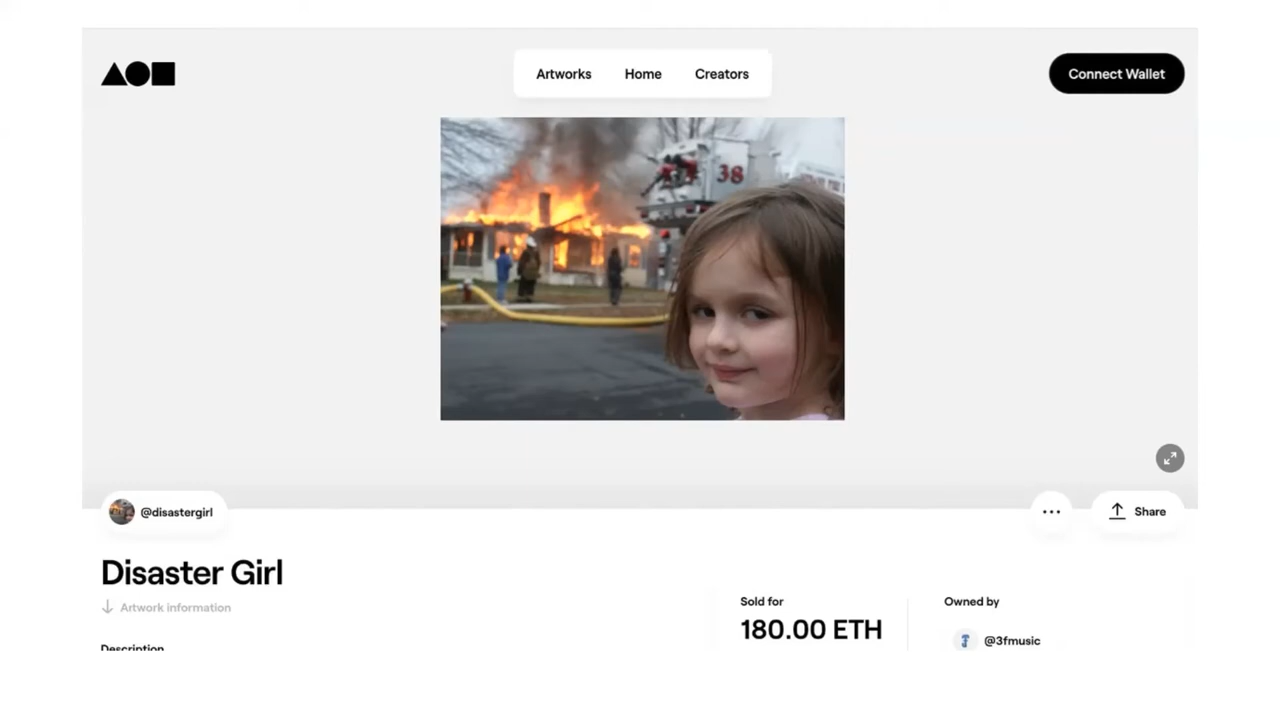 Artworks Home Creators
Connect Wallet
38
@disastergirl
Share
Disaster Girl
Artwork information
Sold for
180.00 ETH
Owned by
@3fmusic
Description